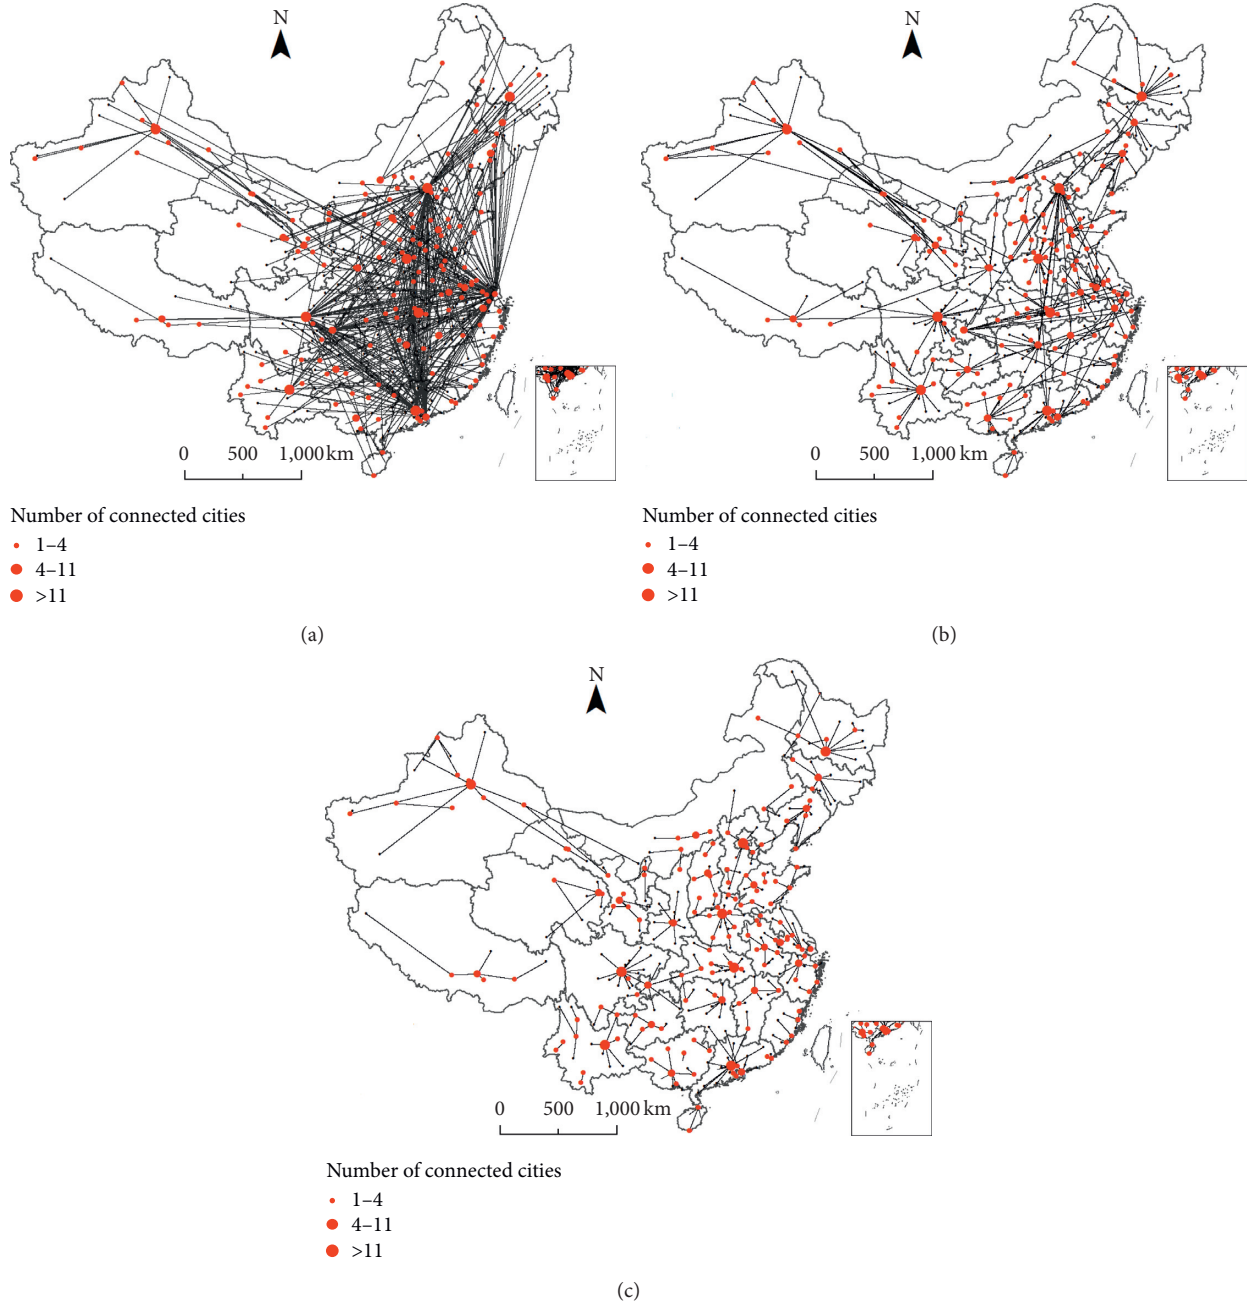 N
0 500 1,000 km
Number of connected cities
1–4
4–11
>11
(a)
N
0 500 1,000 km
Number of connected cities
1–4
4–11
>11
(b)
N
0 500 1,000 km
Number of connected cities
1–4
4–11
>11
(c)